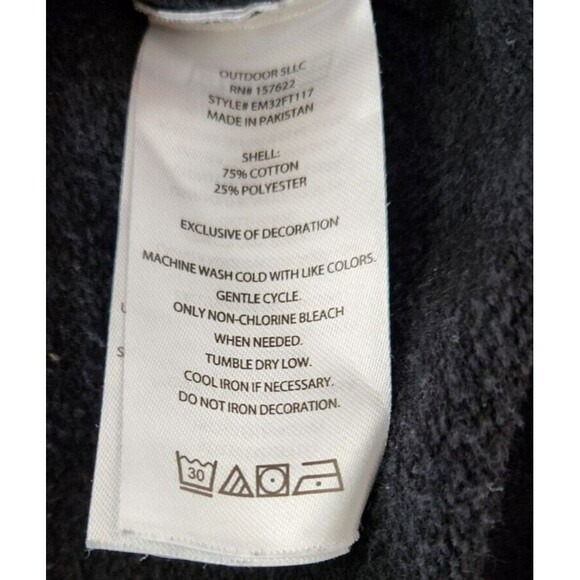 OUTDOOR 5LLC
RN# 157622
STYLE# EM32FT117
MADE IN PAKISTAN
SHELL:
75% COTTON
25% POLYESTER
EXCLUSIVE OF DECORATION
MACHINE WASH COLD WITH LIKE COLORS.
GENTLE CYCLE.
ONLY NON-CHLORINE BLEACH
WHEN NEEDED.
TUMBLE DRY LOW.
COOL IRON IF NECESSARY.
DO NOT IRON DECORATION.
30